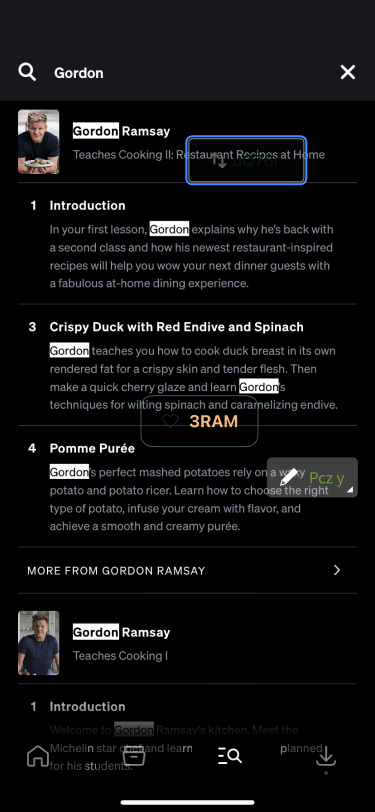 Gordon
Gordon Ramsay
Teaches Cooking II: Restaurant Recipes at Home
1 Introduction
In your first lesson, Gordon explains why he's back with
a second class and how his newest restaurant-inspired
recipes will help you wow your next dinner guests with
a fabulous at-home dining experience.
3 Crispy Duck with Red Endive and Spinach
Gordon teaches you how to cook duck breast in its own
rendered fat for a crispy skin and tender flesh. Then
make a quick cherry glaze and learn Gordon's
techniques for wilting spinach and caramelizing endive.
3RAM
4 Pomme Purée
Gordon's perfect mashed potatoes rely on a waxy
Pcz y
potato and potato ricer. Learn how to choose the right
type of potato, infuse your cream with flavor, and
achieve a smooth and creamy purée.
MORE FROM GORDON RAMSAY
Gordon Ramsay
Teaches Cooking I
1 Introduction
Welcome to Gordon Ramsay's kitchen. Meet the
Michelin star chef and learn planned
for his students.